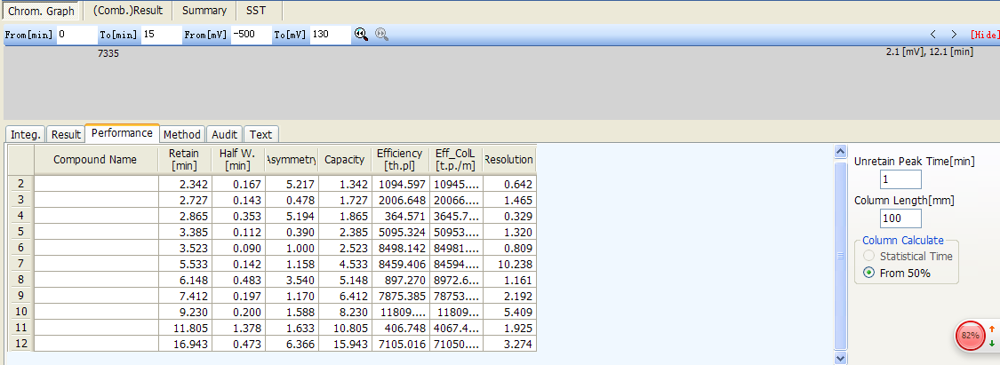 Chrom. Graph (Comb.)Result Summary SST
From[min] 0 To[min] 15 From[mV] -500 To[mV] 130 < > [Hide]
7335 2.1 [mV], 12.1 [min]
Integ. Result Performance Method Audit Text
Compound Name Retain [min] Half W. [min] Asymmetry Capacity Efficiency [th.pl] Eff_ColL [t.p./m] Resolution
2 2.342 0.167 5.217 1.342 1094.597 10945.... 0.642
3 2.727 0.143 0.478 1.727 2006.648 20066.... 1.465
4 2.865 0.353 5.194 1.865 364.571 3645.7... 0.329
5 3.385 0.112 0.390 2.385 5095.324 50953.... 1.320
6 3.523 0.090 1.000 2.523 8498.142 84981.... 0.809
7 5.533 0.142 1.158 4.533 8459.406 84594.... 10.238
8 6.148 0.483 3.540 5.148 897.270 8972.6... 1.161
9 7.412 0.197 1.170 6.412 7875.385 78753.... 2.192
10 9.230 0.200 1.588 8.230 11809.... 11809... 5.409
11 11.805 1.378 1.633 10.805 406.748 4067.4... 1.925
12 16.943 0.473 6.366 15.943 7105.016 71050.... 3.274
Unretain Peak Time[min]
1
Column Length[mm]
100
Column Calculate
Statistical Time
From 50%
82%